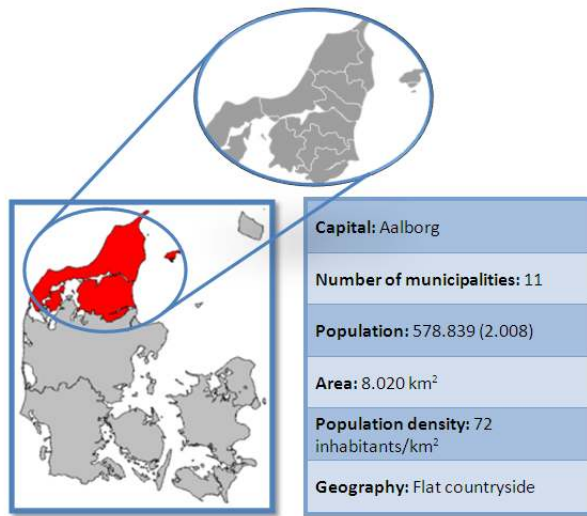 Capital: Aalborg
Number of municipalities: 11
Population: 578.839 (2.008)
Area: 8.020 km²
Population density: 72
inhabitants/km²
Geography: Flat countryside